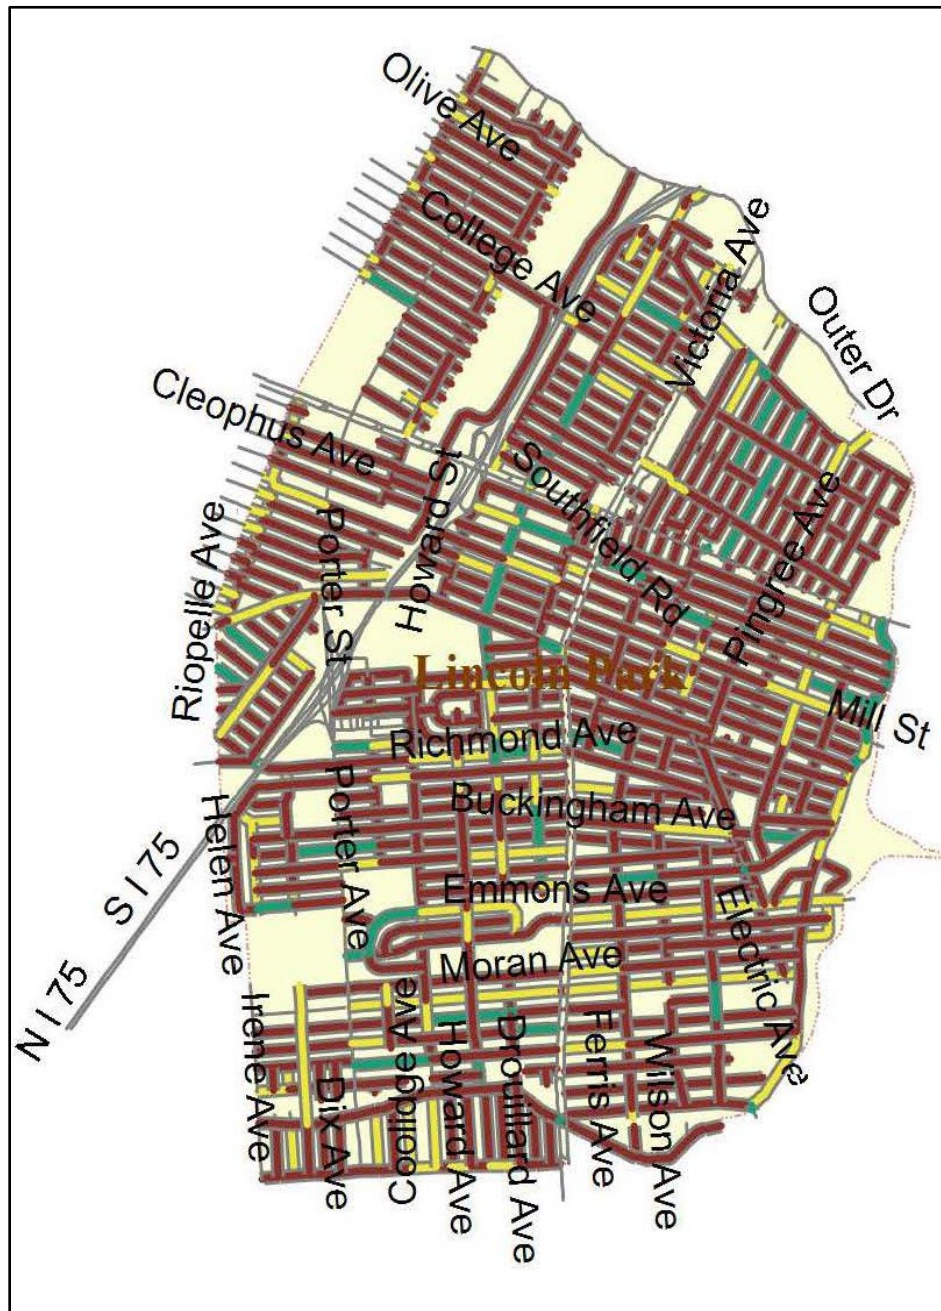 Olive Ave
College Ave
Victoria Ave
Outer Dr
Cleophus Ave
Howard St
Southfield Rd
Pingree Ave
Porter St
Riopelle Ave
Lincoln Park
Mill St
Richmond Ave
Porter Ave
Buckingham Ave
Helen Ave
S I 75
N I 75
Emmons Ave
Electric Ave
Moran Ave
Irene Ave
Dix Ave
College Ave
Howard Ave
Drouillard Ave
Ferris Ave
Wilson Ave